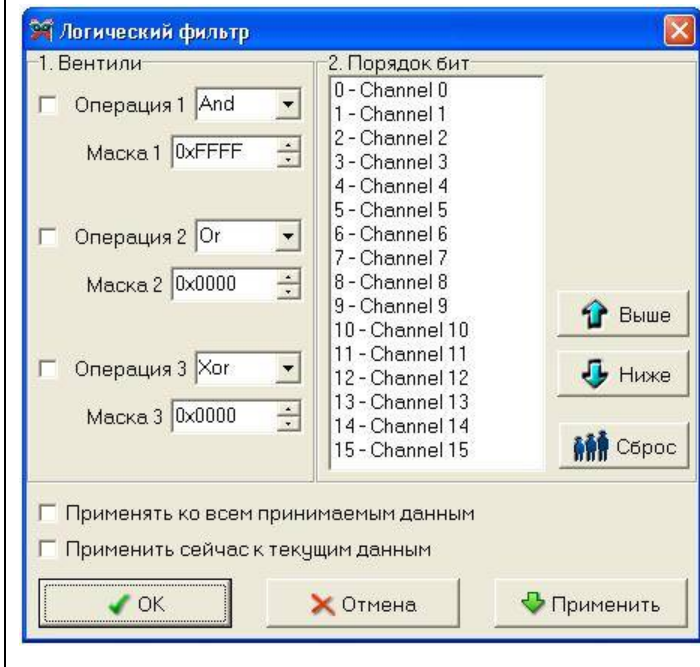 Логический фильтр
1. Вентили
Операция 1 And
Маска 1 0xFFFF
Операция 2 Or
Маска 2 0x0000
Операция 3 Xor
Маска 3 0x0000
2. Порядок бит
0 - Channel 0
1 - Channel 1
2 - Channel 2
3 - Channel 3
4 - Channel 4
5 - Channel 5
6 - Channel 6
7 - Channel 7
8 - Channel 8
9 - Channel 9
10 - Channel 10
11 - Channel 11
12 - Channel 12
13 - Channel 13
14 - Channel 14
15 - Channel 15
Выше
Ниже
Сброс
Применять ко всем принимаемым данным
Применить сейчас к текущим данным
OK Отмена Применить